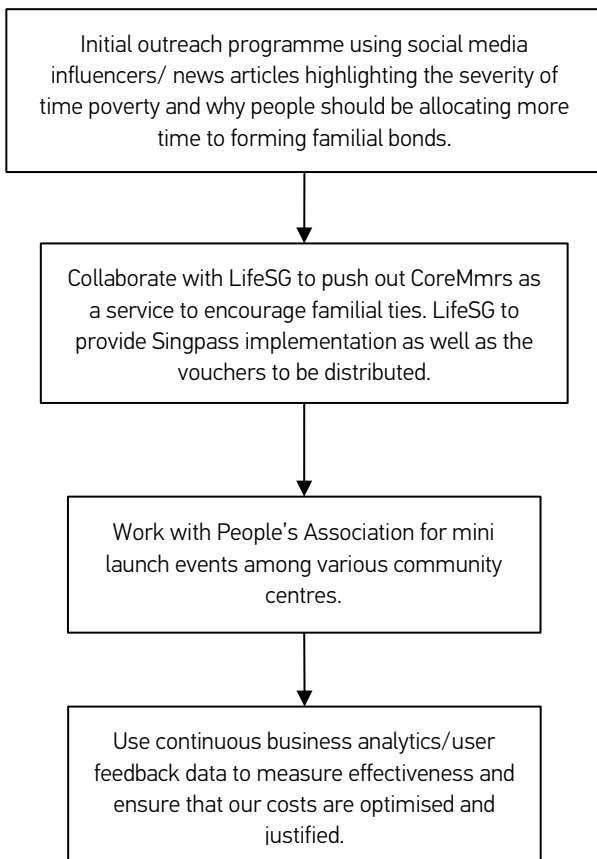 Initial outreach programme using social media
influencers/ news articles highlighting the severity of
time poverty and why people should be allocating more
time to forming familial bonds.
Collaborate with LifeSG to push out CoreMmrs as
a service to encourage familial ties. LifeSG to
provide Singpass implementation as well as the
vouchers to be distributed.
Work with People’s Association for mini
launch events among various community
centres.
Use continuous business analytics/user
feedback data to measure effectiveness and
ensure that our costs are optimised and
justified.